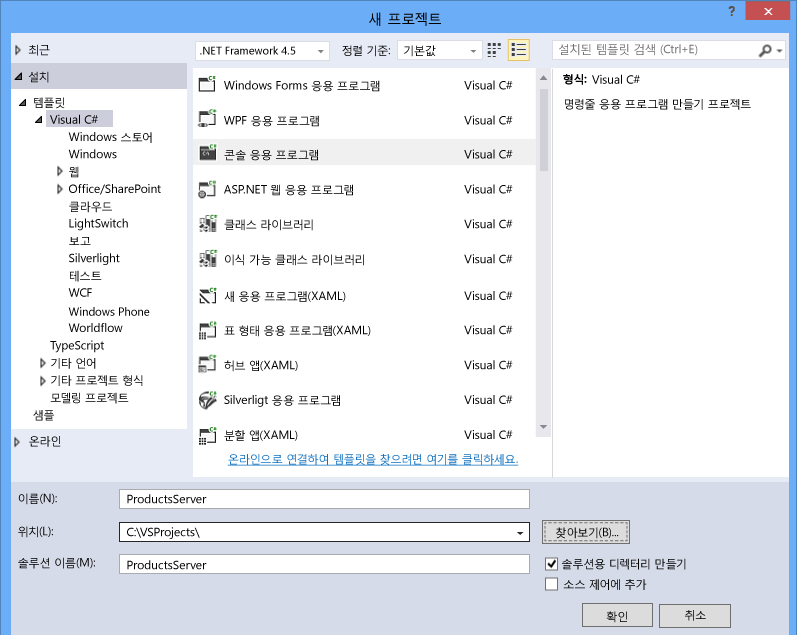 새 프로젝트
?
최근
.NET Framework 4.5
정렬 기준:
기본값
설치된 템플릿 검색 (Ctrl+E)
설치
템플릿
Visual C#
Windows 스토어
Windows
웹
Office/SharePoint
클라우드
LightSwitch
보고
Silverlight
테스트
WCF
Windows Phone
Worldflow
TypeScript
기타 언어
기타 프로젝트 형식
모델링 프로젝트
샘플
온라인
Windows Forms 응용 프로그램 Visual C#
WPF 응용 프로그램 Visual C#
콘솔 응용 프로그램 Visual C#
ASP.NET 웹 응용 프로그램 Visual C#
클래스 라이브러리 Visual C#
이식 가능 클래스 라이브러리 Visual C#
새 응용 프로그램(XAML) Visual C#
표 형태 응용 프로그램(XAML) Visual C#
허브 앱(XAML) Visual C#
Silverligt 응용 프로그램 Visual C#
분할 앱(XAML) Visual C#
온라인으로 연결하여 템플릿을 찾으려면 여기를 클릭하세요.
형식: Visual C#
명령줄 응용 프로그램 만들기 프로젝트
이름(N): ProductsServer
위치(L): C:\VSProjects\ 찾아보기(B)...
솔루션 이름(M): ProductsServer
솔루션용 디렉터리 만들기
소스 제어에 추가
확인 취소